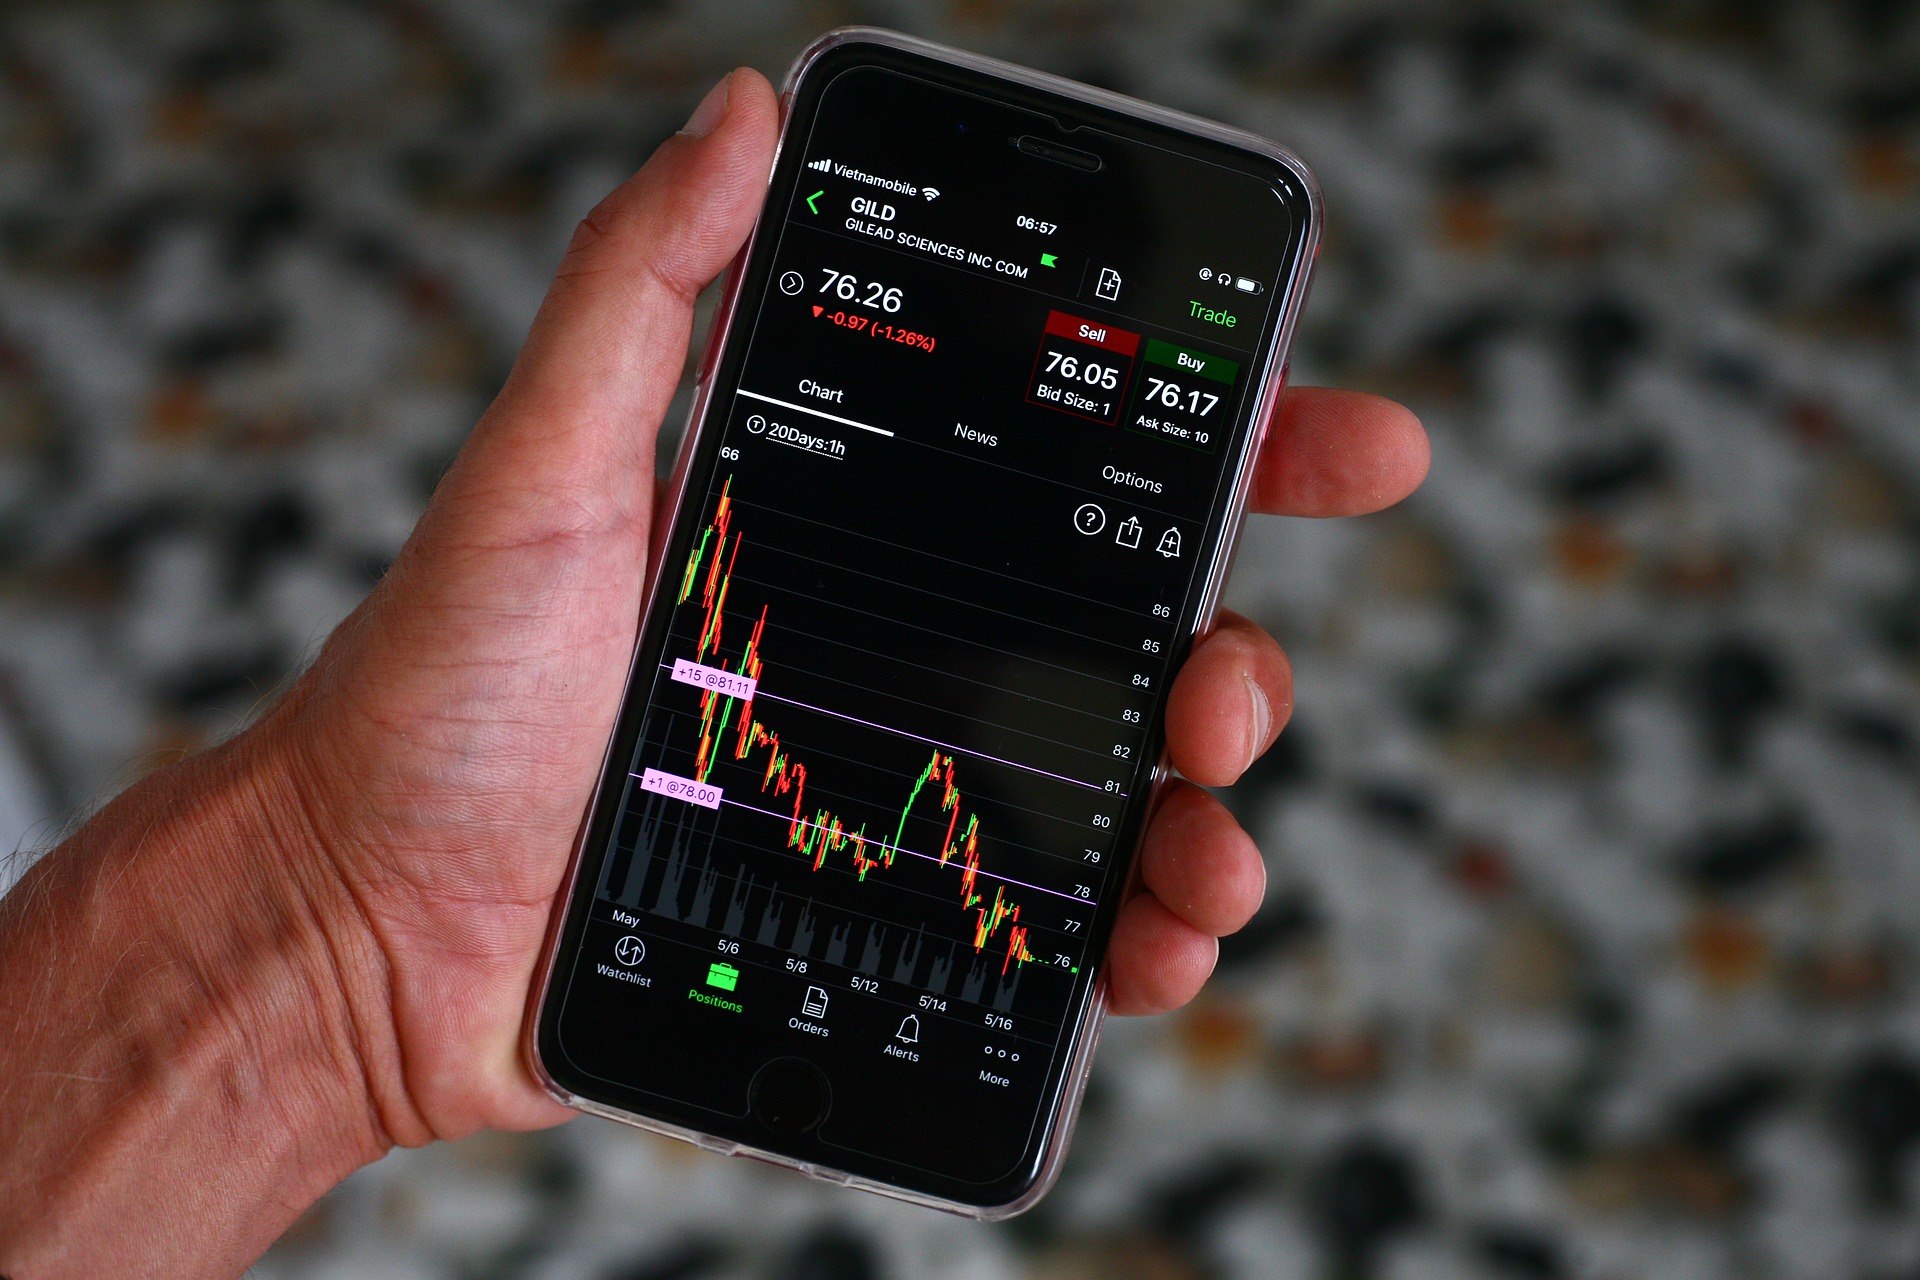 Vietnamobile
06:57
GILD
GILEAD SCIENCES INC COM
Trade
76.26
-0.97 (-1.26%)
Sell
76.05
Bid Size: 1
Buy
76.17
Ask Size: 10
Chart
News
Options
T
20Days:1h
66
?
86
85
84
83
82
81
80
79
78
77
76
+15 @81.11
+1 @78.00
May
5/6
5/8
5/12
5/14
5/16
Watchlist
Positions
Orders
Alerts
More